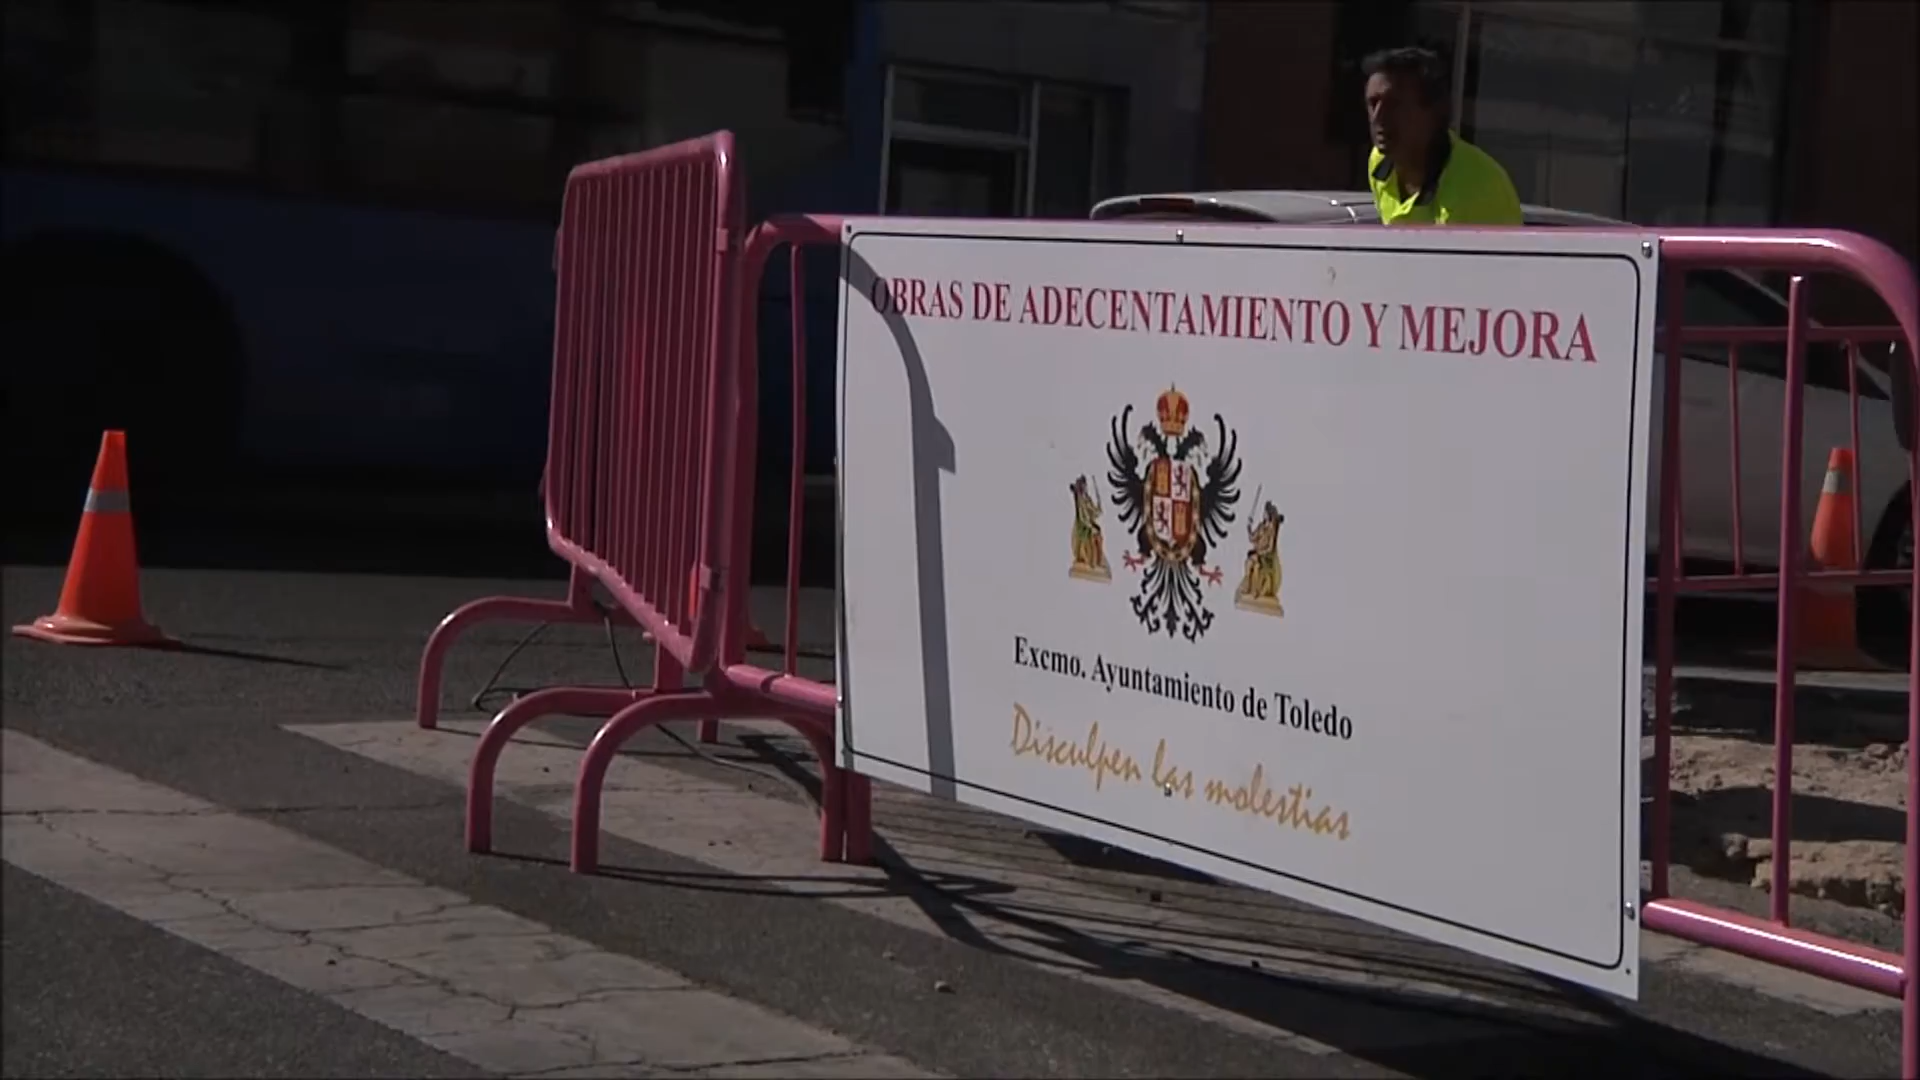 OBRAS DE ADECENTAMIENTO Y MEJORA
Excmo. Ayuntamiento de Toledo
Disculpen las molestias